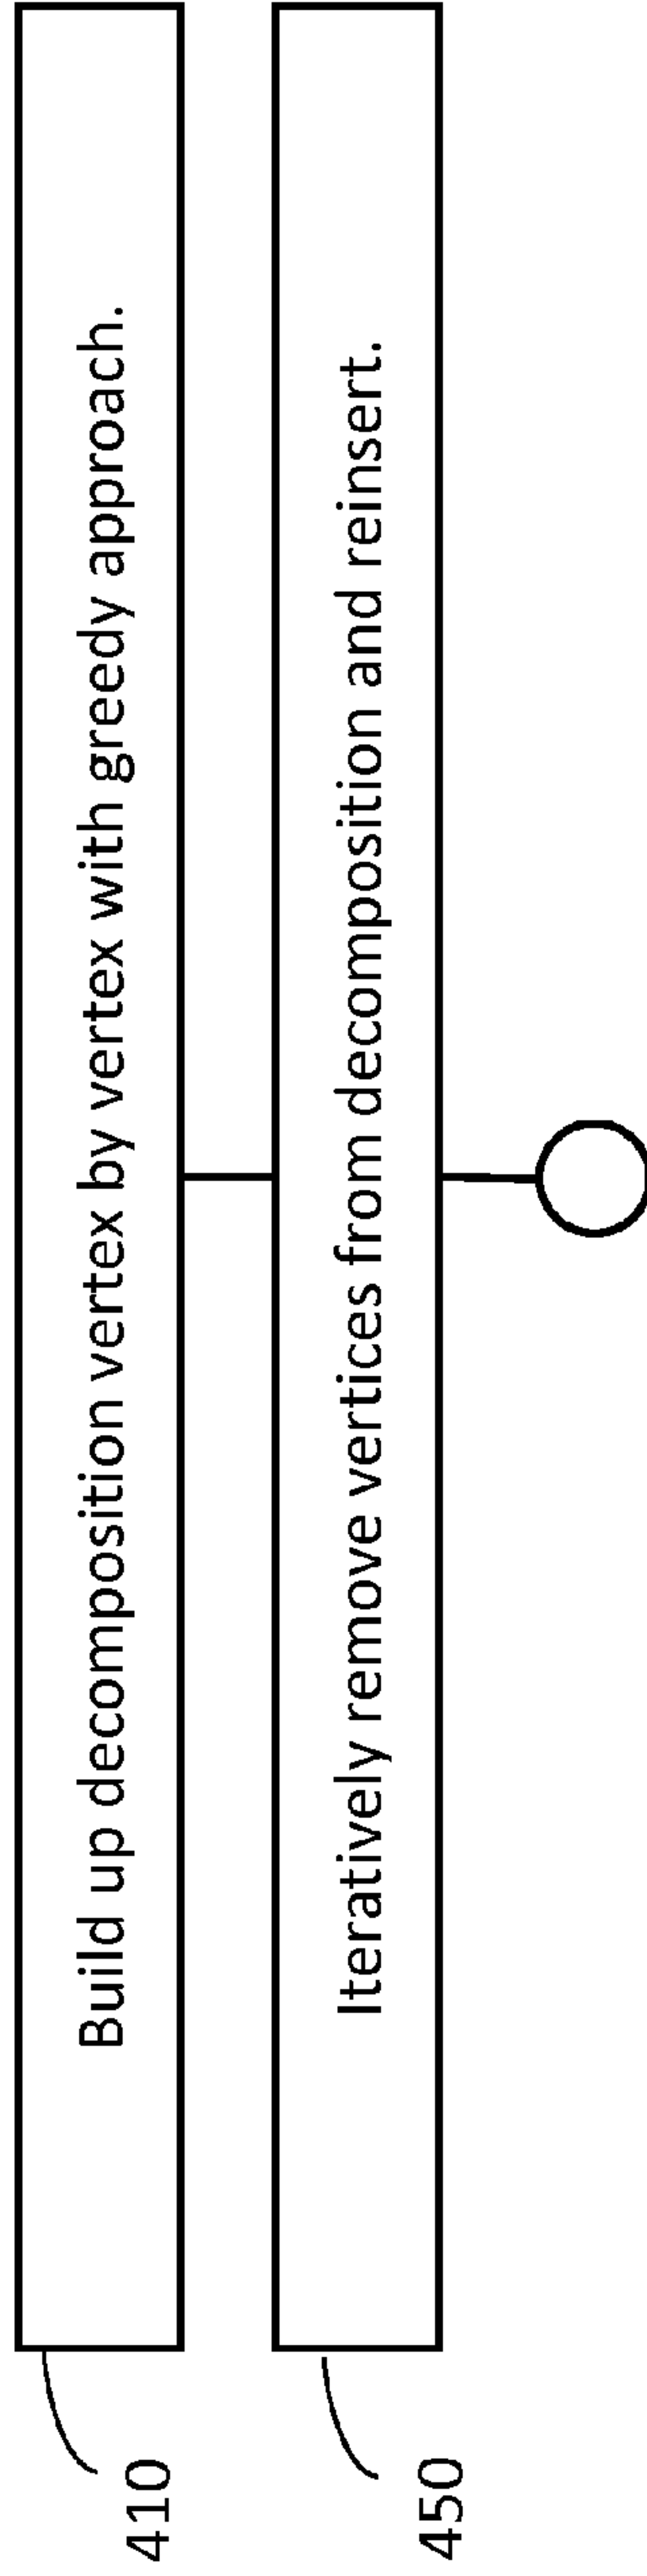 Build up decomposition vertex by vertex with greedy approach.
410
Iteratively remove vertices from decomposition and reinsert.
450